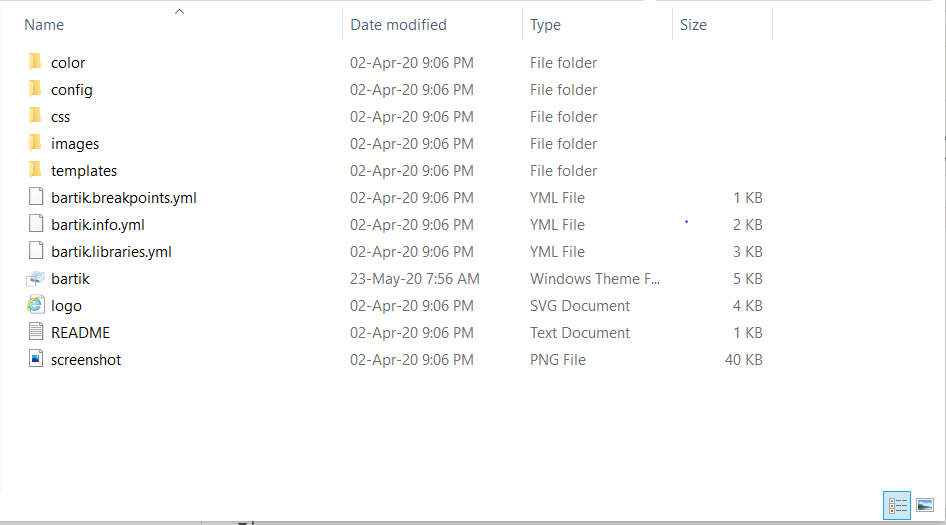 Name Date modified Type Size
color 02-Apr-20 9:06 PM File folder
config 02-Apr-20 9:06 PM File folder
css 02-Apr-20 9:06 PM File folder
images 02-Apr-20 9:06 PM File folder
templates 02-Apr-20 9:06 PM File folder
bartik.breakpoints.yml 02-Apr-20 9:06 PM YML File 1 KB
bartik.info.yml 02-Apr-20 9:06 PM YML File 2 KB
bartik.libraries.yml 02-Apr-20 9:06 PM YML File 3 KB
bartik 23-May-20 7:56 AM Windows Theme F... 5 KB
logo 02-Apr-20 9:06 PM SVG Document 4 KB
README 02-Apr-20 9:06 PM Text Document 1 KB
screenshot 02-Apr-20 9:06 PM PNG File 40 KB